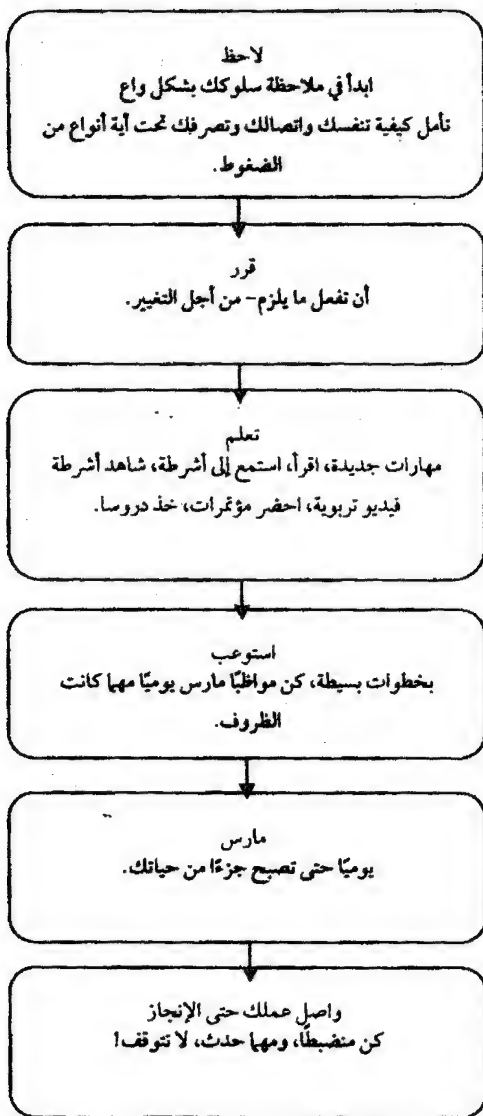 لاحظ
ابدأ في ملاحظة سلوكك بشكل واع
تأمل كيفية تنفسك واتصالك وتصرفك تحت أية أنواع من
الضغوط.
قرر
أن تفعل ما يلزم- من أجل التغيير.
تعلم
مهارات جديدة، اقرأ، استمع إلى أشرطة، شاهد أشرطة
فيديو تربوية، احضر مؤتمرات، خذ دروسا.
استوعب
بخطوات بسيطة، كن مواظبًا مارس يوميًا مهما كانت
الظروف.
مارس
يوميًا حتى تصبح جزءًا من حياتك.
واصل عملك حتى الإنجاز
كن منضبطًا، ومهما حدث، لا تتوقف!